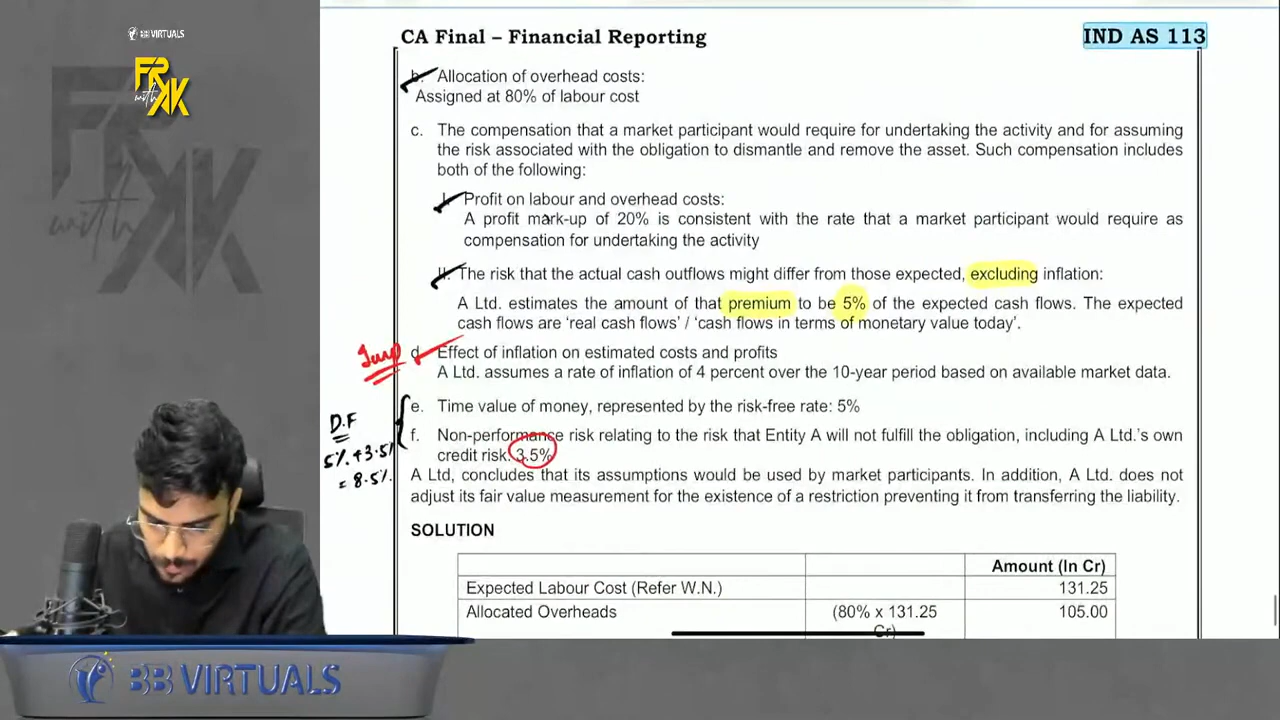 BB VIRTUALS
FR
with
AK
CA Final – Financial Reporting
IND AS 113
b. Allocation of overhead costs:
Assigned at 80% of labour cost
c. The compensation that a market participant would require for undertaking the activity and for assuming
the risk associated with the obligation to dismantle and remove the asset. Such compensation includes
both of the following:
Profit on labour and overhead costs:
A profit mark-up of 20% is consistent with the rate that a market participant would require as
compensation for undertaking the activity
II. The risk that the actual cash outflows might differ from those expected, excluding inflation:
A Ltd. estimates the amount of that premium to be 5% of the expected cash flows. The expected
cash flows are ‘real cash flows’ / ‘cash flows in terms of monetary value today’.
Imp
d. Effect of inflation on estimated costs and profits
A Ltd. assumes a rate of inflation of 4 percent over the 10-year period based on available market data.
e. Time value of money, represented by the risk-free rate: 5%
D.F
5% + 3.5%
= 8.5%
f. Non-performance risk relating to the risk that Entity A will not fulfill the obligation, including A Ltd.’s own
credit risk: 3.5%
A Ltd, concludes that its assumptions would be used by market participants. In addition, A Ltd. does not
adjust its fair value measurement for the existence of a restriction preventing it from transferring the liability.
SOLUTION
Amount (In Cr)
Expected Labour Cost (Refer W.N.) 131.25
Allocated Overheads (80% x 131.25 105.00
Cr)
BB VIRTUALS